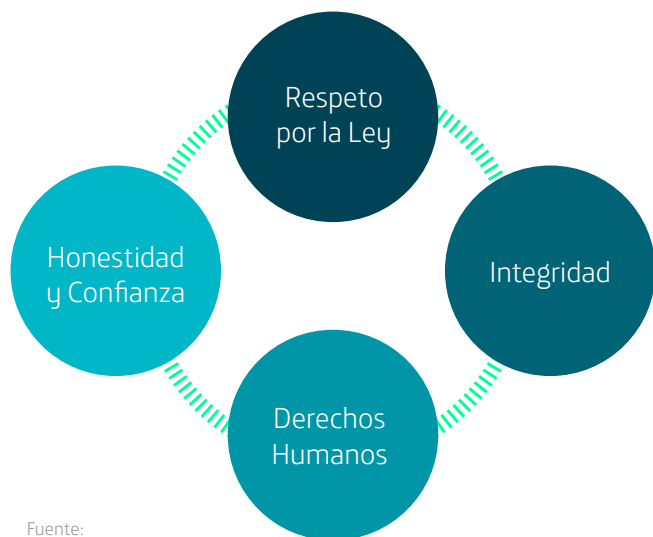 Respeto
por la Ley
Honestidad
y Confianza
Integridad
Derechos
Humanos
Fuente: